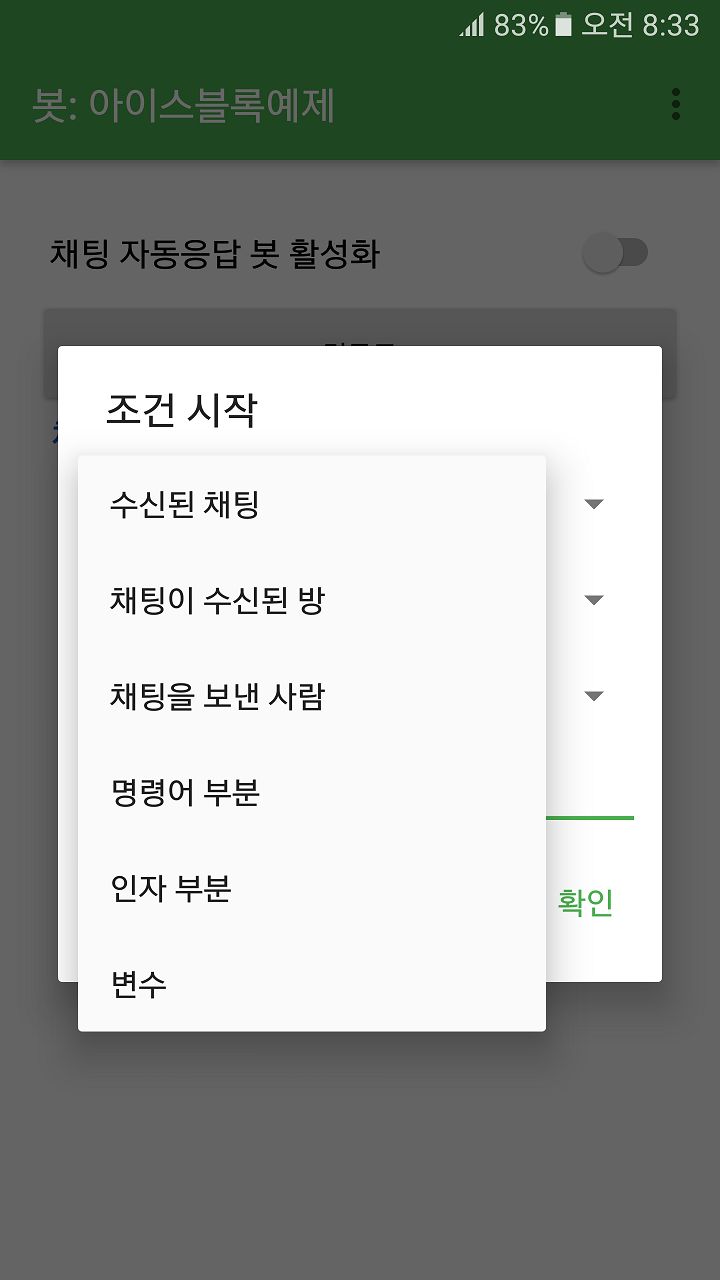 83% 오전 8:33
봇: 아이스블록예제
채팅 자동응답 봇 활성화
조건 시작
수신된 채팅
채팅이 수신된 방
채팅을 보낸 사람
명령어 부분
인자 부분
변수
확인